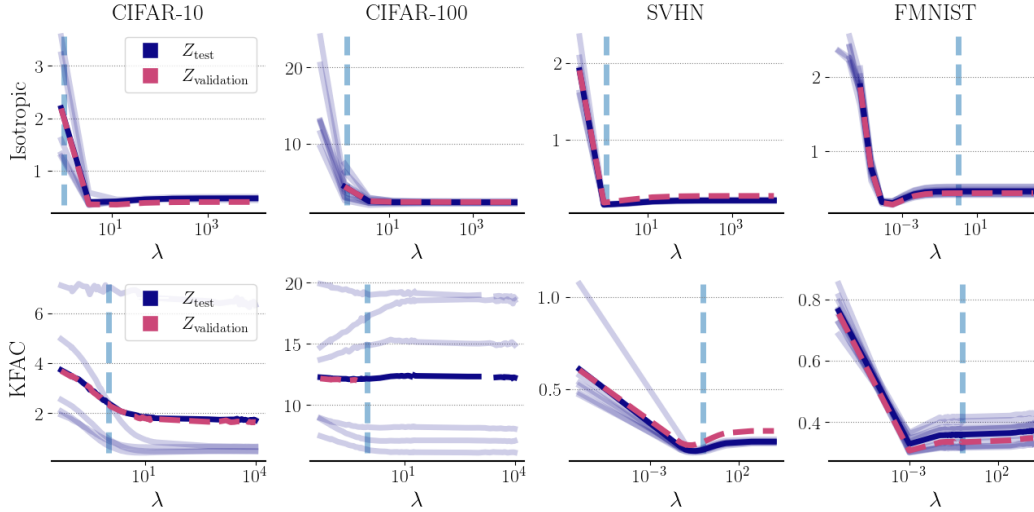 CIFAR-10 CIFAR-100 SVHN FMNIST
Isotropic
3
2
1
Z_test
Z_validation
10^1 10^3
λ
20
10
10^1 10^3
λ
2
1
10^1 10^3
λ
2
1
10^-3 10^2
λ
KFAC
6
4
2
Z_test
Z_validation
10^1 10^4
λ
20
15
10
10^1 10^4
λ
1.0
0.5
10^-3 10^2
λ
0.8
0.6
0.4
10^-3 10^2
λ